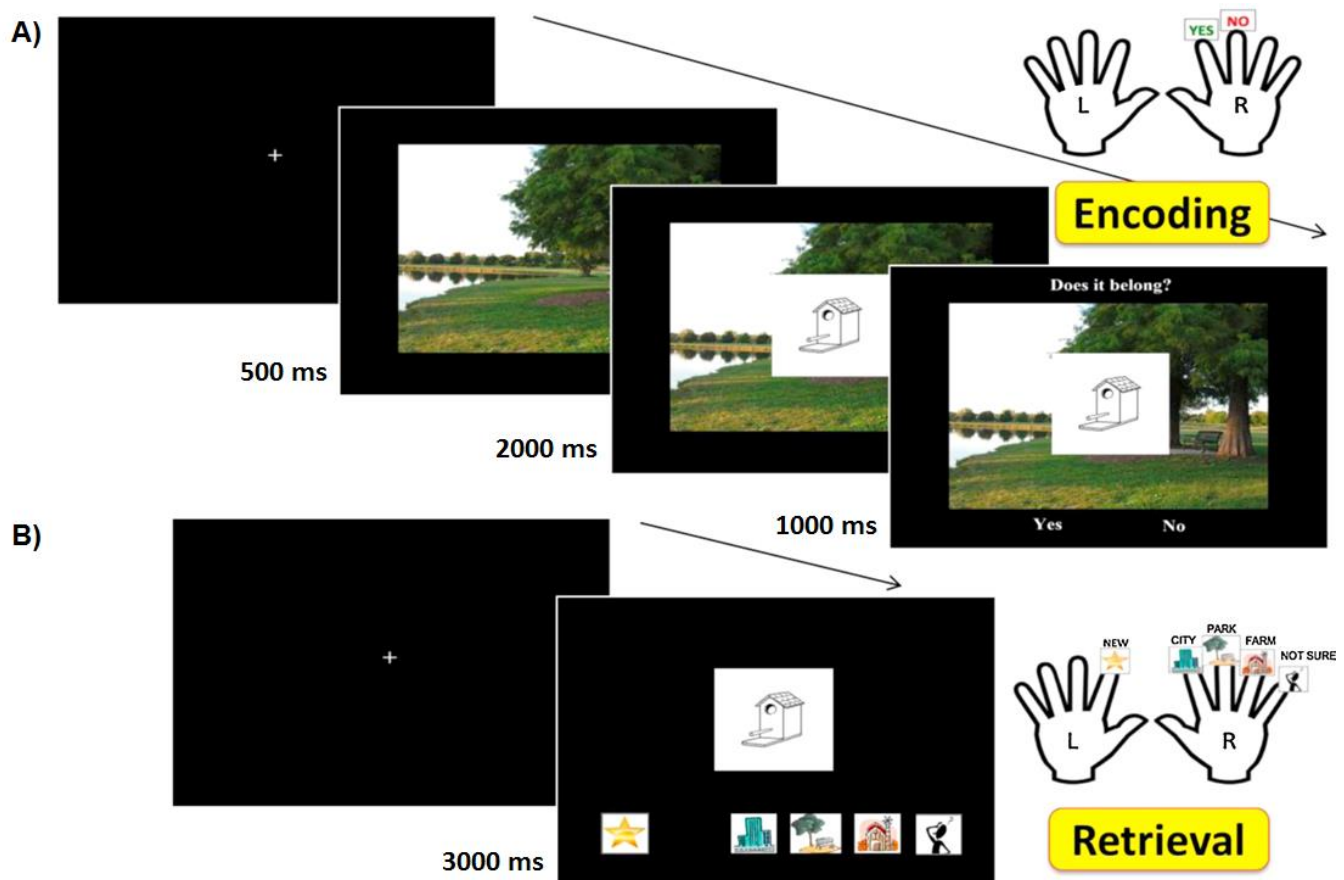 A)
YES
NO
L
R
Encoding
Does it belong?
500 ms
2000 ms
Yes No
1000 ms
B)
NEW
CITY
PARK
FARM
NOT SURE
L
R
3000 ms
Retrieval